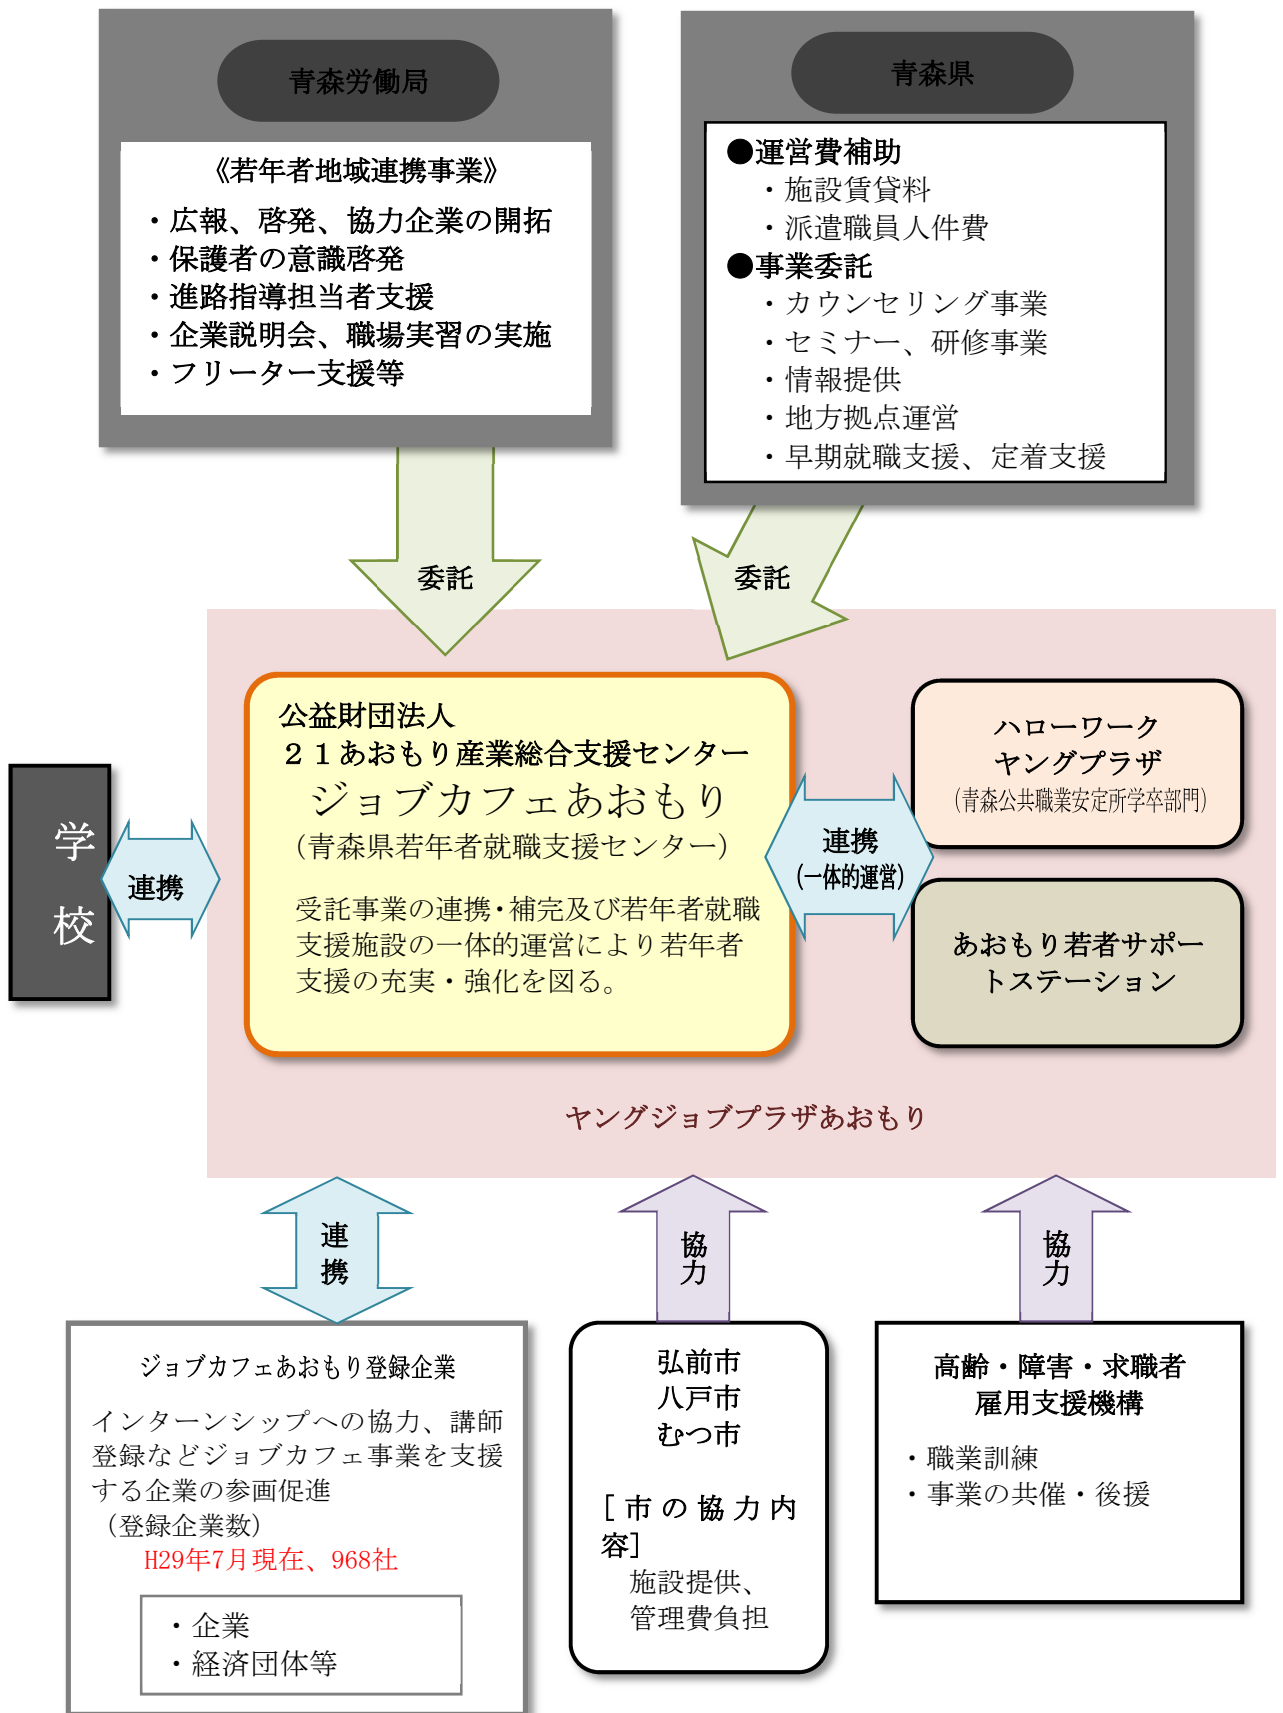 青森労働局
《若年者地域連携事業》
・広報、啓発、協力企業の開拓
・保護者の意識啓発
・進路指導担当者支援
・企業説明会、職場実習の実施
・フリーター支援等
青森県
●運営費補助
・施設賃貸料
・派遣職員人件費
●事業委託
・カウンセリング事業
・セミナー、研修事業
・情報提供
・地方拠点運営
・早期就職支援、定着支援
委託
委託
学校
連携
公益財団法人
２１あおもり産業総合支援センター
ジョブカフェあおもり
（青森県若年者就職支援センター）
受託事業の連携・補完及び若年者就職
支援施設の一体的運営により若年者
支援の充実・強化を図る。
連携
(一体的運営)
ハローワーク
ヤングプラザ
(青森公共職業安定所学卒部門)
あおもり若者サポー
トステーション
ヤングジョブプラザあおもり
連携
協力
協力
ジョブカフェあおもり登録企業
インターンシップへの協力、講師
登録などジョブカフェ事業を支援
する企業の参画促進
（登録企業数）
H29年7月現在、968社
・企業
・経済団体等
弘前市
八戸市
むつ市
[市の協力内
容]
施設提供、
管理費負担
高齢・障害・求職者
雇用支援機構
・職業訓練
・事業の共催・後援